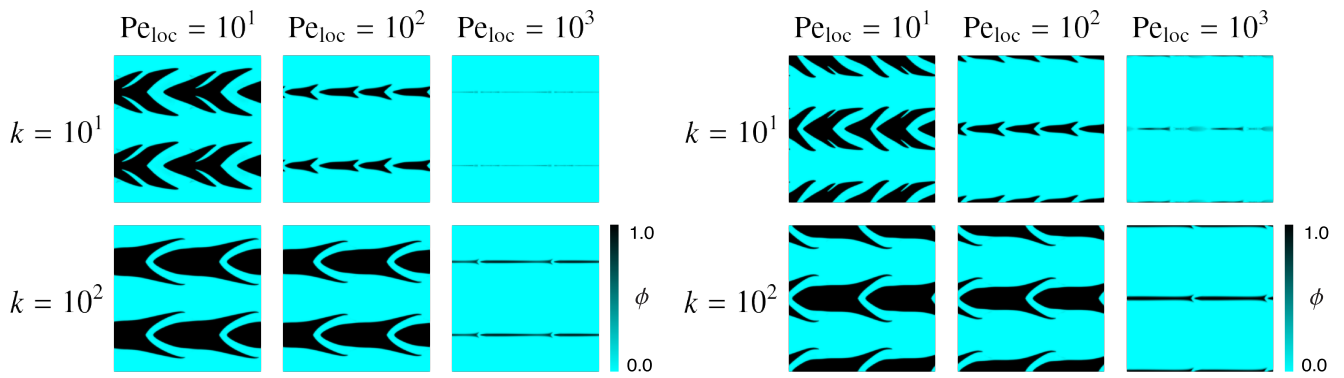 Pe_loc = 10^1 Pe_loc = 10^2 Pe_loc = 10^3
k = 10^1
k = 10^2
1.0
ϕ
0.0
Pe_loc = 10^1 Pe_loc = 10^2 Pe_loc = 10^3
k = 10^1
k = 10^2
1.0
ϕ
0.0